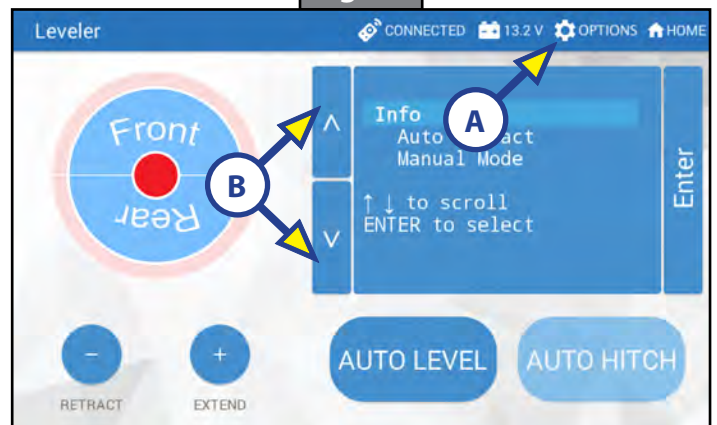 Leveler CONNECTED 13.2 V OPTIONS HOME
A
Front
Rear
B
^
v
Info
Auto act
Manual Mode
↑ ↓ to scroll
ENTER to select
Enter
- +
RETRACT EXTEND
AUTO LEVEL AUTO HITCH